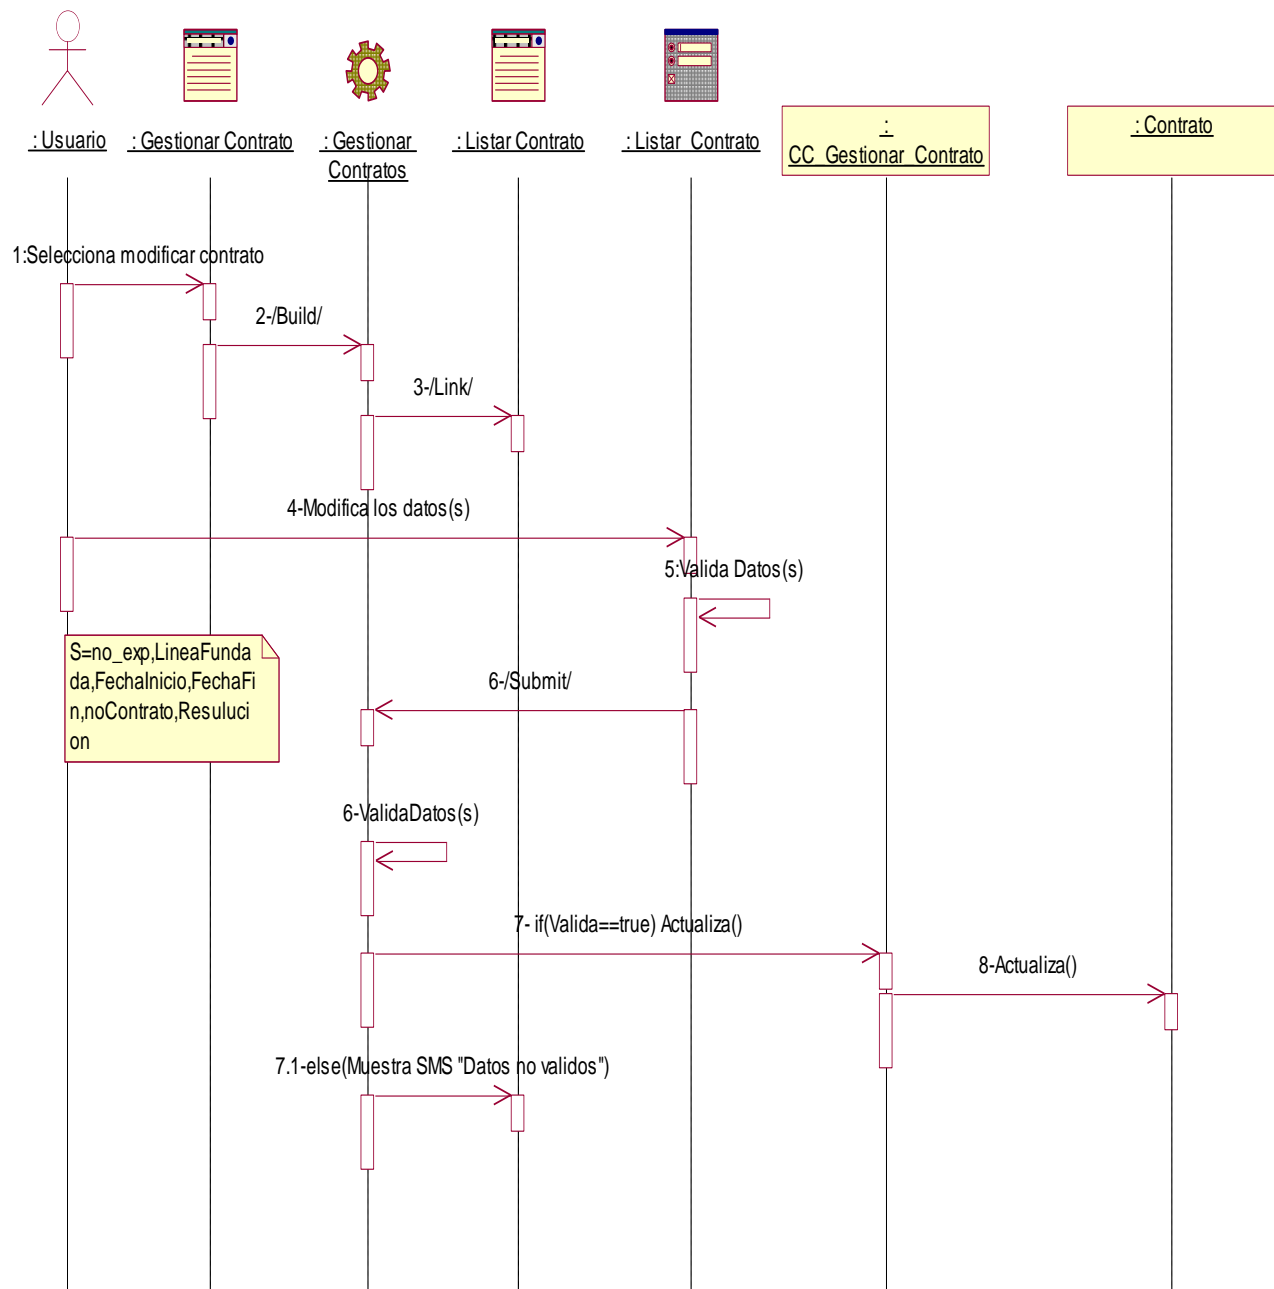 : Usuario
: Gestionar Contrato
: Gestionar
Contratos
: Listar Contrato
: Listar_Contrato
:
CC_Gestionar_Contrato
: Contrato
1:Selecciona modificar contrato
2-/Build/
3-/Link/
4-Modifica los datos(s)
5:Valida Datos(s)
S=no_exp,LineaFunda
da,FechaInicio,FechaFi
n,noContrato,Resuluci
on
6-/Submit/
6-ValidaDatos(s)
7- if(Valida==true) Actualiza()
8-Actualiza()
7.1-else(Muestra SMS "Datos no validos")